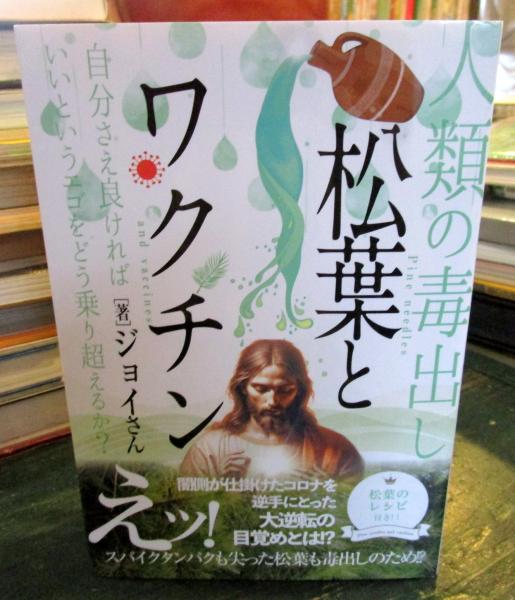 人類の毒出し
松葉と
Pine needles
ワクチン
and vaccines
自分さえ良ければ
いいというエゴをどう乗り超えるか?
[著]ジョイさん
えッ!
闇側が仕掛けたコロナを
逆手にとった
大逆転の
目覚めとは!?
松葉の
レシピ
付き!!
スパイクタンパクも尖った松葉も毒出しのため!?